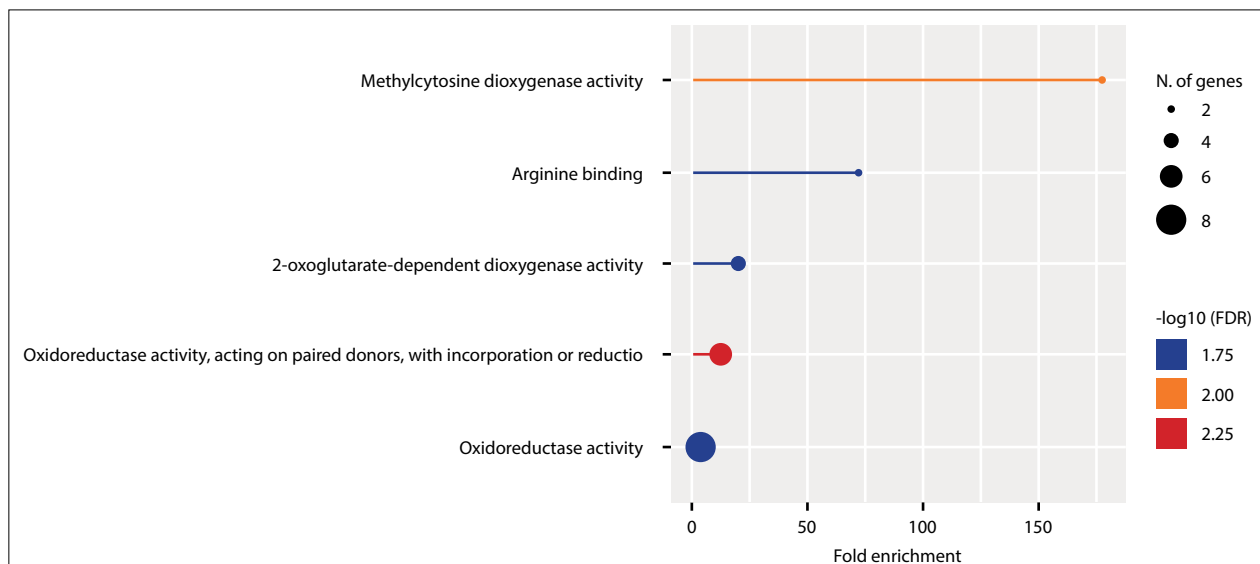 Methylcytosine dioxygenase activity
Arginine binding
2-oxoglutarate-dependent dioxygenase activity
Oxidoreductase activity, acting on paired donors, with incorporation or reductio
Oxidoreductase activity
0
50
100
150
Fold enrichment
N. of genes
2
4
6
8
-log10 (FDR)
1.75
2.00
2.25